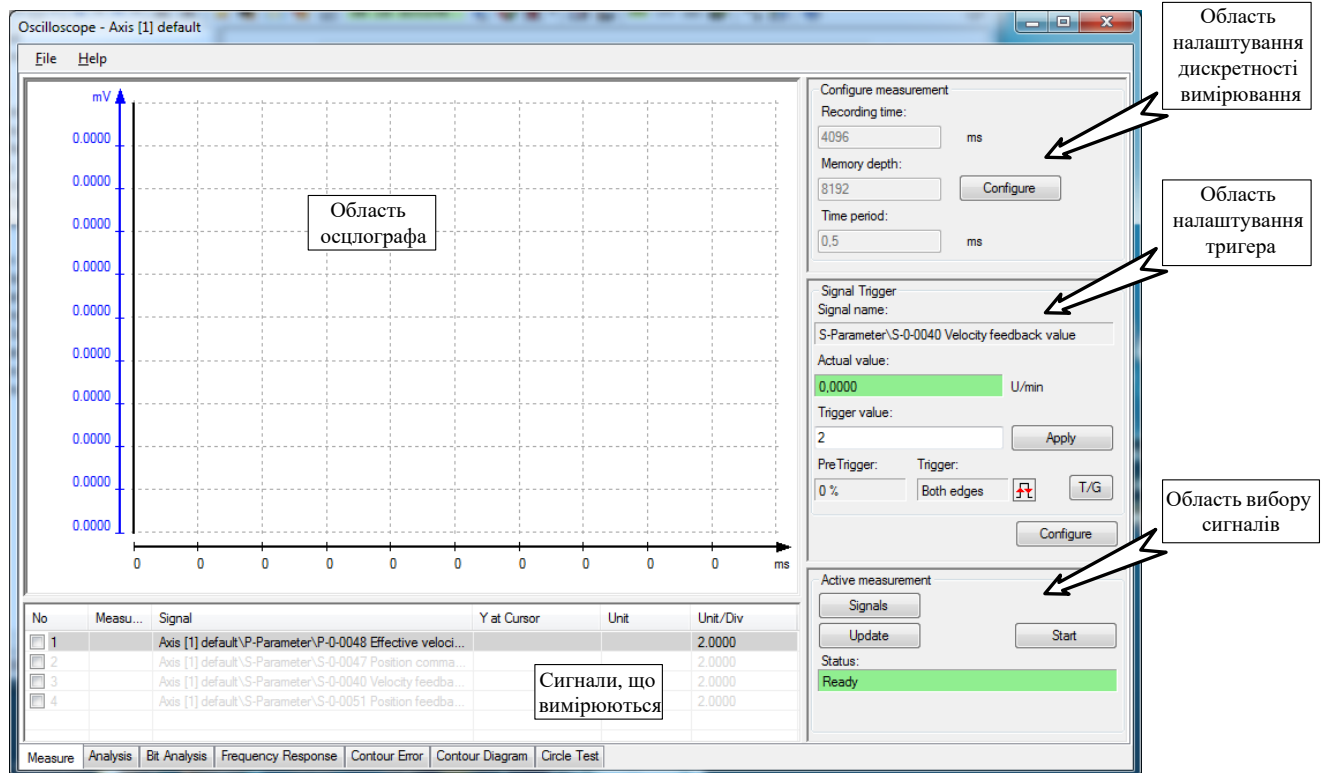 Oscilloscope - Axis [1] default
File Help
mV
0.0000
0.0000
0.0000
0.0000
0.0000
0.0000
0.0000
0.0000
0.0000
0.0000
0 0 0 0 0 0 0 0 0 0 ms
Область
осцлографа
Configure measurement
Recording time:
4096 ms
Memory depth:
8192 Configure
Time period:
0,5 ms
Signal Trigger
Signal name:
S-Parameter\S-0-0040 Velocity feedback value
Actual value:
0,0000 U/min
Trigger value:
2 Apply
PreTrigger: Trigger:
0 % Both edges T/G
Configure
Active measurement
Signals
Update Start
Status:
Ready
Область
налаштування
дискретності
вимірювання
Область
налаштування
тригера
Область вибору
сигналів
No Measu... Signal Y at Cursor Unit Unit/Div
1 Axis [1] default\P-Parameter\P-0-0048 Effective veloci... 2.0000
2 Axis [1] default\S-Parameter\S-0-0047 Position comma... 2.0000
3 Axis [1] default\S-Parameter\S-0-0040 Velocity feedba... 2.0000
4 Axis [1] default\S-Parameter\S-0-0051 Position feedba... 2.0000
Сигнали, що
вимірюються
Measure Analysis Bit Analysis Frequency Response Contour Error Contour Diagram Circle Test